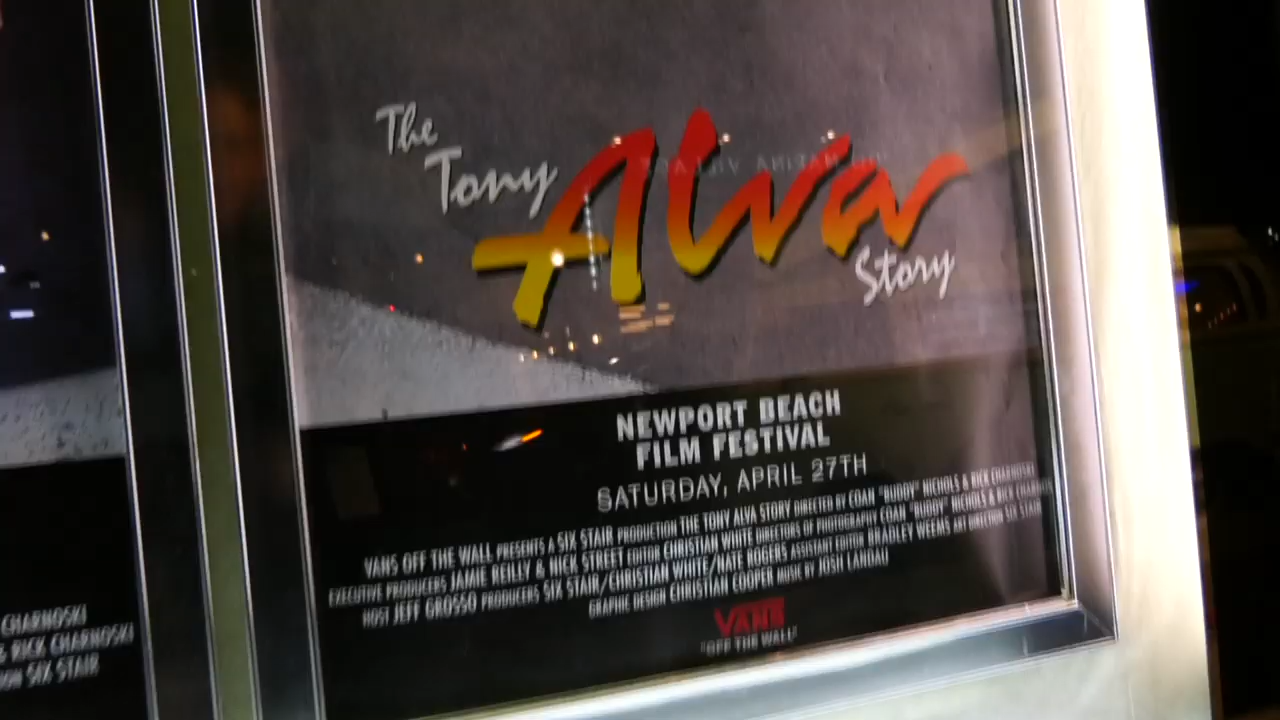 The
Tony
Alva
Story
NEWPORT BEACH
FILM FESTIVAL
SATURDAY, APRIL 27TH
VANS OFF THE WALL PRESENTS A SIX STAIR PRODUCTION THE TONY ALVA STORY DIRECTED BY COAN "BUDDY" NICHOLS & RICK CHARNOSKI
EXECUTIVE PRODUCERS JAMIE REILLY & NICK STREET EDITOR CHRISTIAN WHITE DIRECTORS OF PHOTOGRAPHY COAN "BUDDY" NICHOLS & RICK
HOST JEFF GROSSO PRODUCERS SIX STAIR/CHRISTIAN WHITE/NATE ROGERS ASSISTANT EDITOR BRADLEY WEENS ART DIRECTION SIX STAIR
GRAPHIC DESIGN CHRISTIAN COOPER MUSIC BY JOSH LANDAU
VANS
"OFF THE WALL"
CHARNOSKI
& RICK CHARNOSKI
SIX STAIR